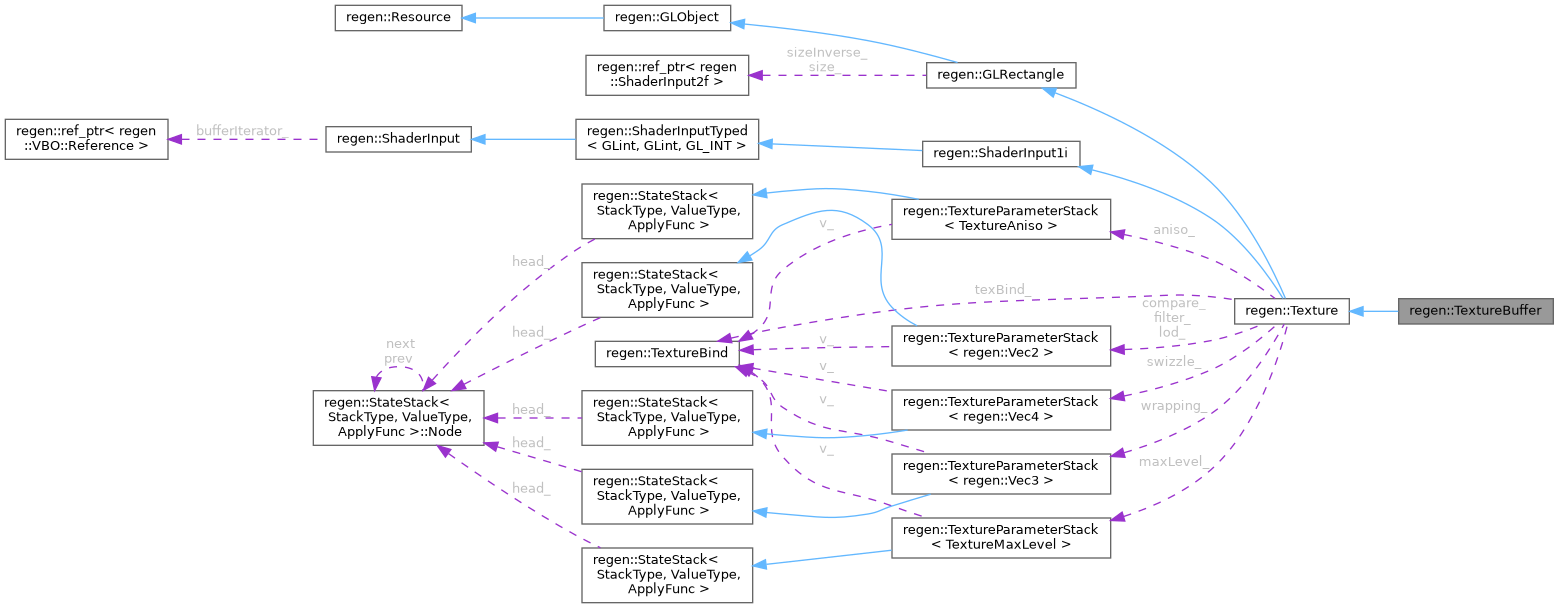 regen::Resource
regen::GLObject
sizeInverse_
size_
regen::ref_ptr< regen
::ShaderInput2f >
regen::GLRectangle
regen::ref_ptr< regen
::VBO::Reference >
bufferIterator_
regen::ShaderInput
regen::ShaderInputTyped
< GLint, GLint, GL_INT >
regen::ShaderInput1i
regen::StateStack<
StackType, ValueType,
ApplyFunc >
v_
regen::TextureParameterStack
< TextureAniso >
aniso_
head_
regen::StateStack<
StackType, ValueType,
ApplyFunc >
texBind_
compare_
filter_
lod_
regen::Texture
regen::TextureBuffer
head_
next
prev
regen::TextureBind
v_
regen::TextureParameterStack
< regen::Vec2 >
v_
swizzle_
regen::StateStack<
StackType, ValueType,
ApplyFunc >::Node
head_
regen::StateStack<
StackType, ValueType,
ApplyFunc >
v_
regen::TextureParameterStack
< regen::Vec4 >
wrapping_
head_
regen::StateStack<
StackType, ValueType,
ApplyFunc >
v_
regen::TextureParameterStack
< regen::Vec3 >
maxLevel_
head_
regen::StateStack<
StackType, ValueType,
ApplyFunc >
regen::TextureParameterStack
< TextureMaxLevel >